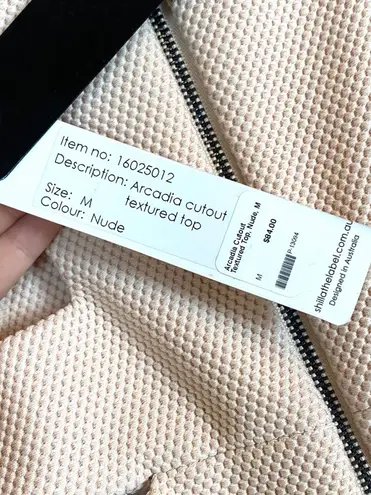 Item no: 16025012
Description: Arcadia cutout
textured top
Size: M
Colour: Nude
Arcadia Cutout
Textured Top, Nude, M
$84.00
M
shillathelabel.com.au
Designed in Australia